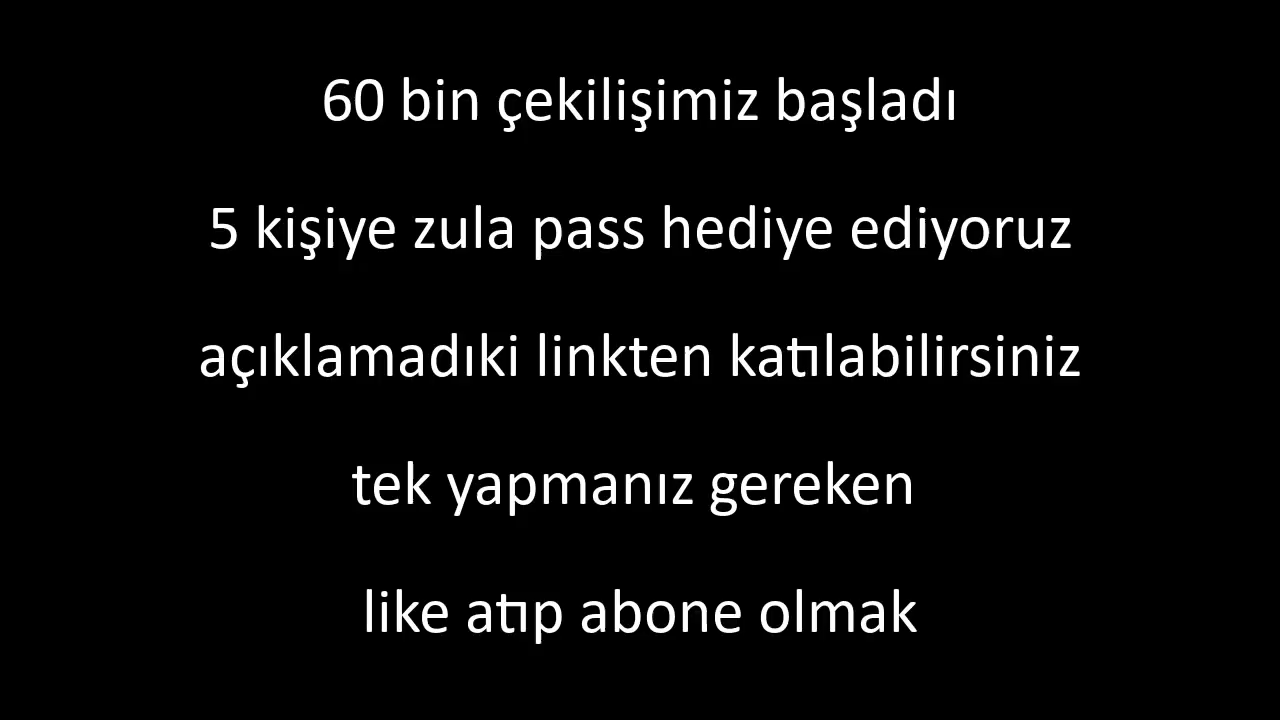 60 bin çekilişimiz başladı
5 kişiye zula pass hediye ediyoruz
açıklamadıki linkten katılabilirsiniz
tek yapmanız gereken
like atıp abone olmak